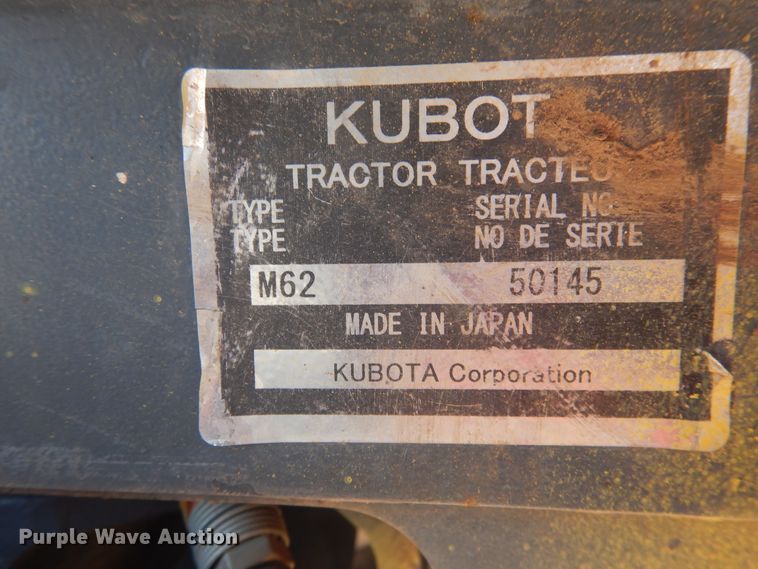 KUBOT
TRACTOR TRACTEU
TYPE SERIAL NO
TYPE NO DE SERIE
M62 50145
MADE IN JAPAN
KUBOTA Corporation
Purple Wave Auction